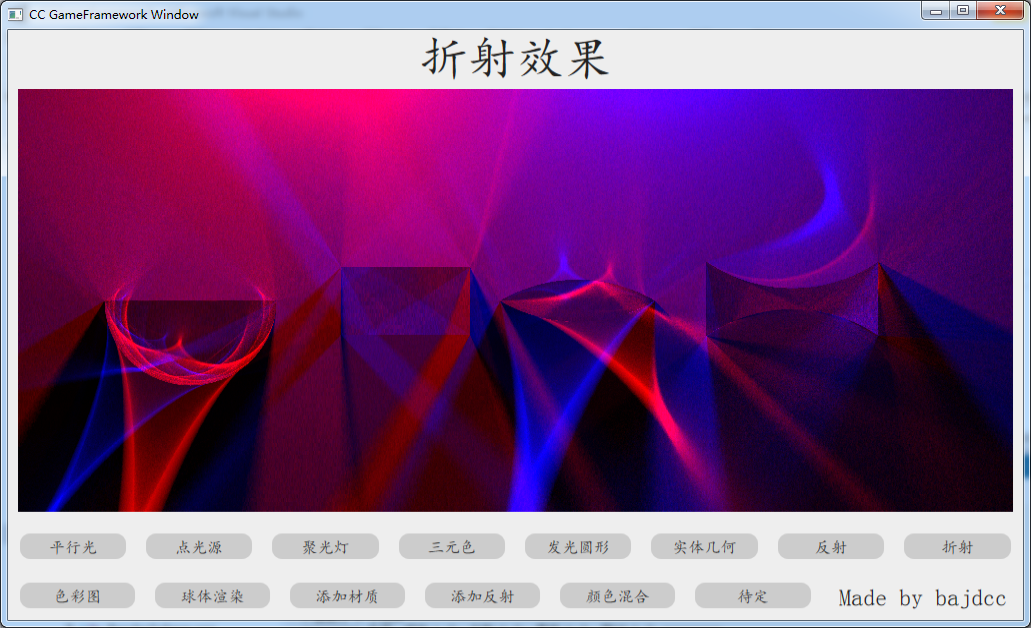 CC GameFramework Window
折射效果
平行光 点光源 聚光灯 三元色 发光圆形 实体几何 反射 折射
色彩图 球体渲染 添加材质 添加反射 颜色混合 待定 Made by bajdcc